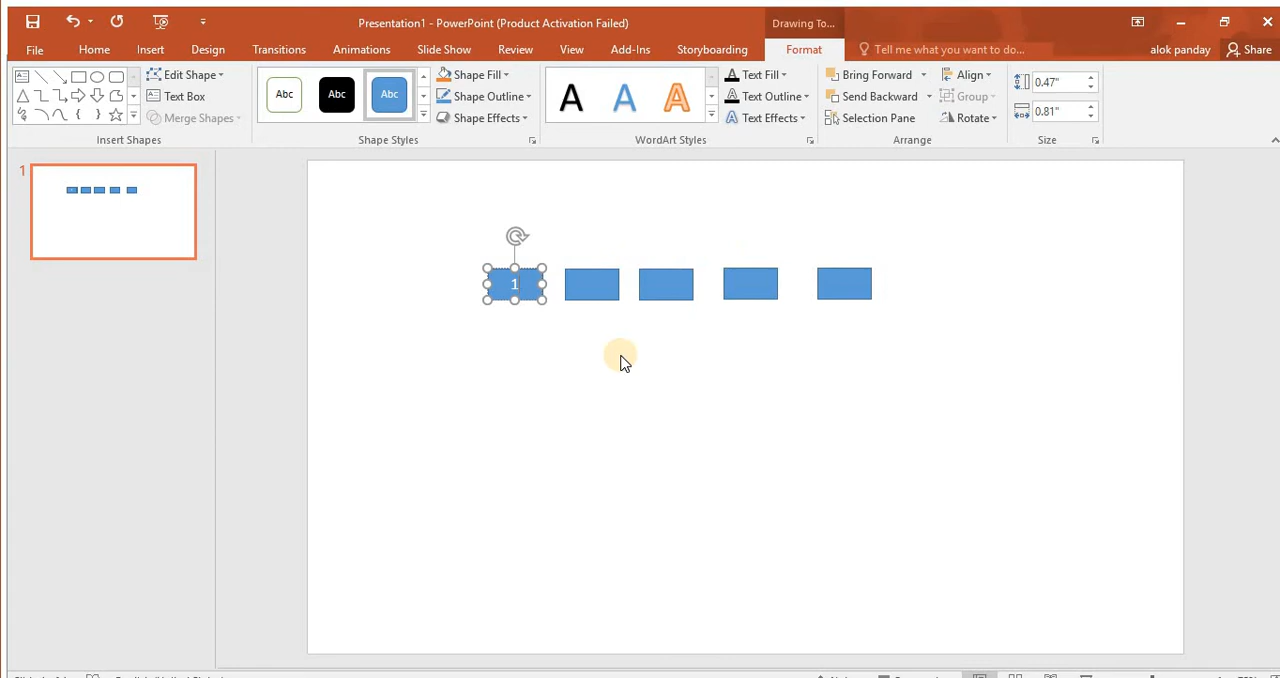 Presentation1 - PowerPoint (Product Activation Failed)
Drawing To...
File Home Insert Design Transitions Animations Slide Show Review View Add-Ins Storyboarding Format Tell me what you want to do... alok panday Share
Edit Shape
Text Box
Merge Shapes
Insert Shapes
Abc Abc Abc
Shape Fill
Shape Outline
Shape Effects
Shape Styles
A A A
Text Fill
Text Outline
Text Effects
WordArt Styles
Bring Forward
Send Backward
Selection Pane
Align
Group
Rotate
Arrange
0.47"
0.81"
Size
1
1